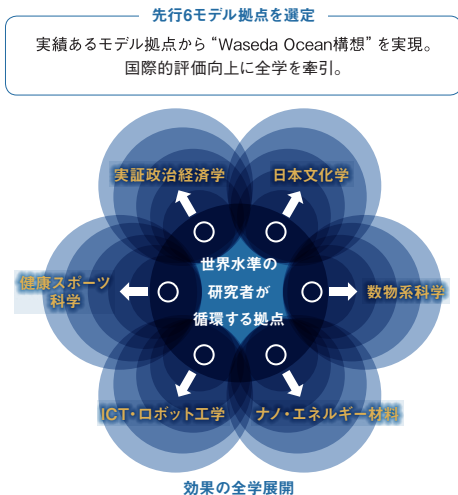 先行6モデル拠点を選定
実績あるモデル拠点から“Waseda Ocean構想”を実現。
国際的評価向上に全学を牽引。
実証政治経済学
日本文化学
世界水準の
研究者が
循環する拠点
健康スポーツ
科学
数物系科学
ICT・ロボット工学
ナノ・エネルギー材料
効果の全学展開